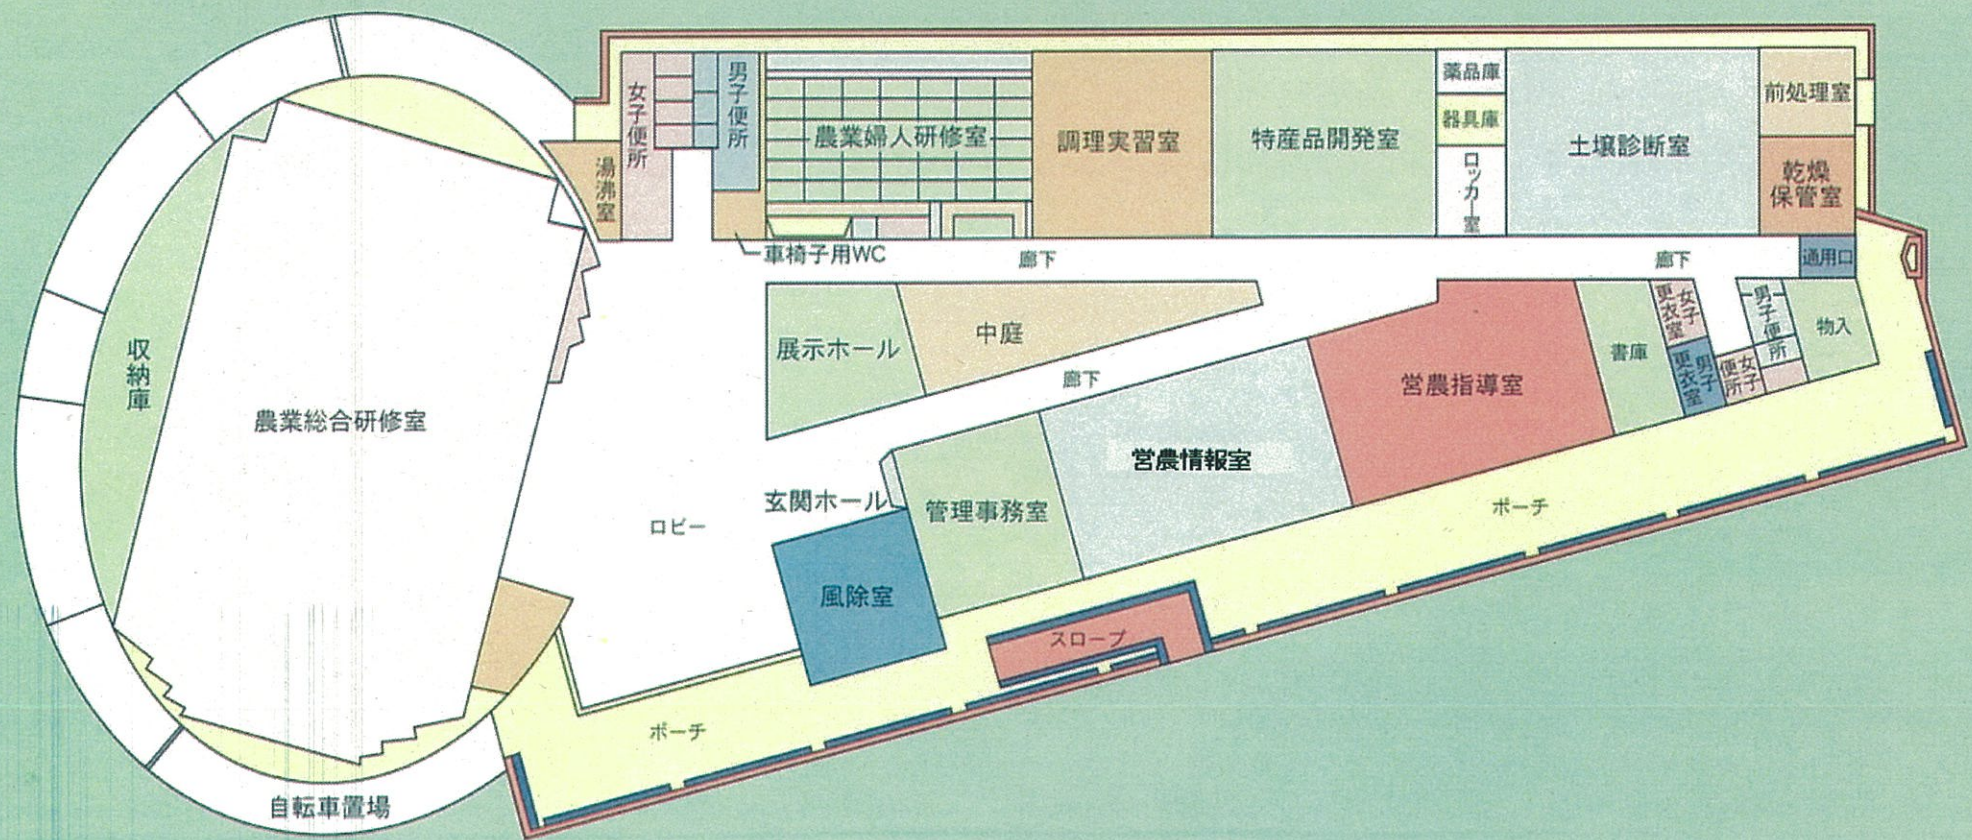 女子便所
男子便所
湯沸室
農業婦人研修室
調理実習室
特産品開発室
薬品庫
器具庫
ロッカー室
土壌診断室
前処理室
乾燥
保管室
車椅子用WC
廊下
廊下
通用口
収納庫
農業総合研修室
展示ホール
中庭
廊下
営農指導室
書庫
女子
更衣室
男子
更衣室
男子便所
女子
便所
物入
営農情報室
玄関ホール
管理事務室
ロビー
風除室
ポーチ
スロープ
ポーチ
自転車置場